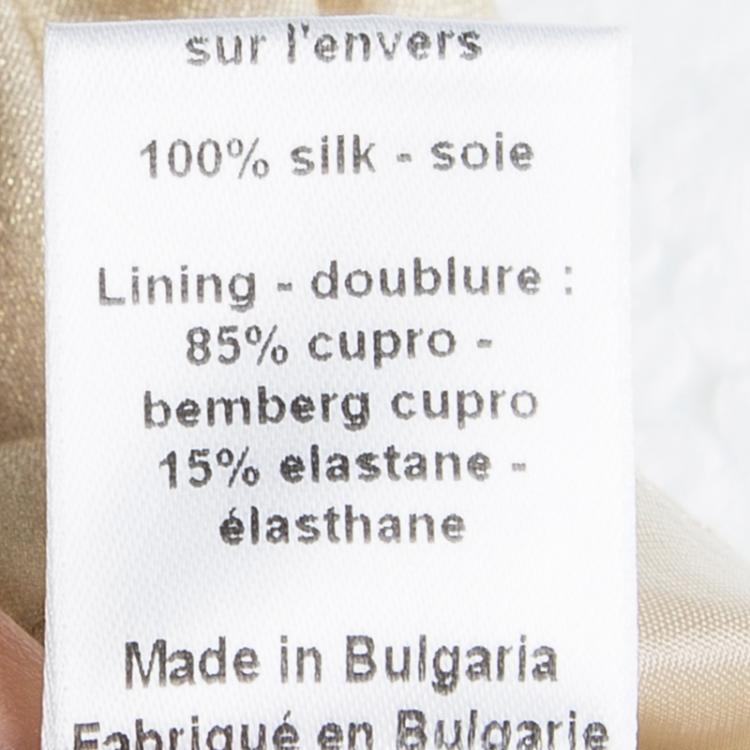 sur l'envers
100% silk - soie
Lining - doublure :
85% cupro -
bemberg cupro
15% elastane -
élasthane
Made in Bulgaria
Fabriqué en Bulgarie